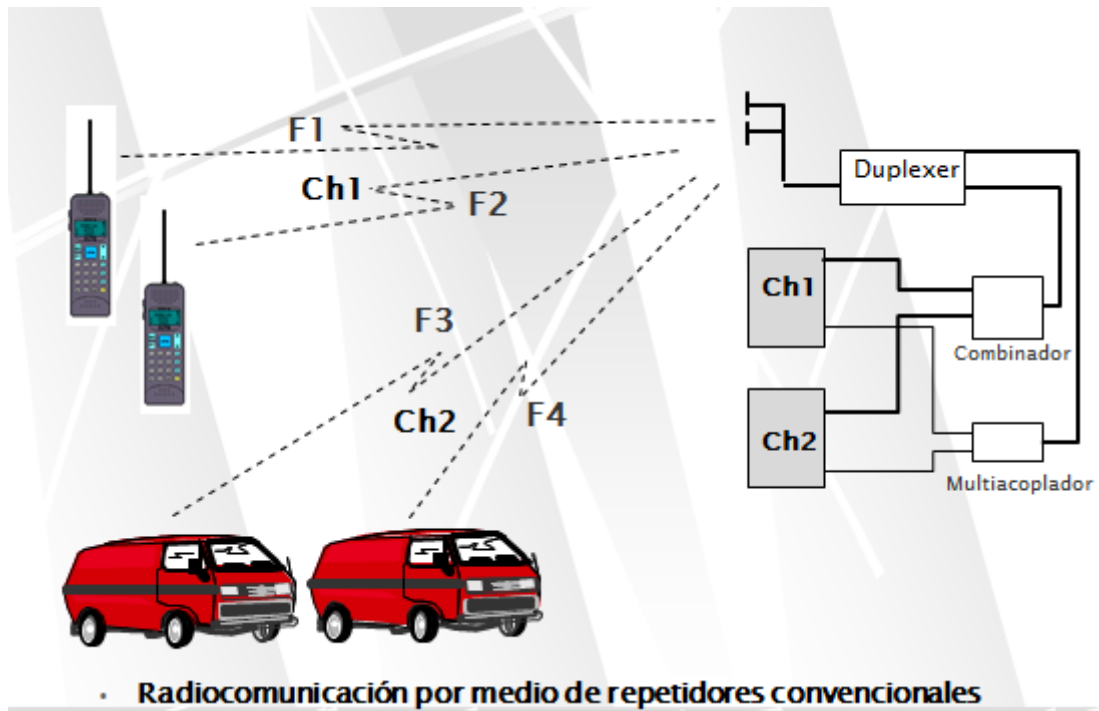 F1
Ch1
F2
F3
Ch2
F4
Duplexer
Ch1
Combinador
Ch2
Multiacoplador
· Radiocomunicación por medio de repetidores convencionales